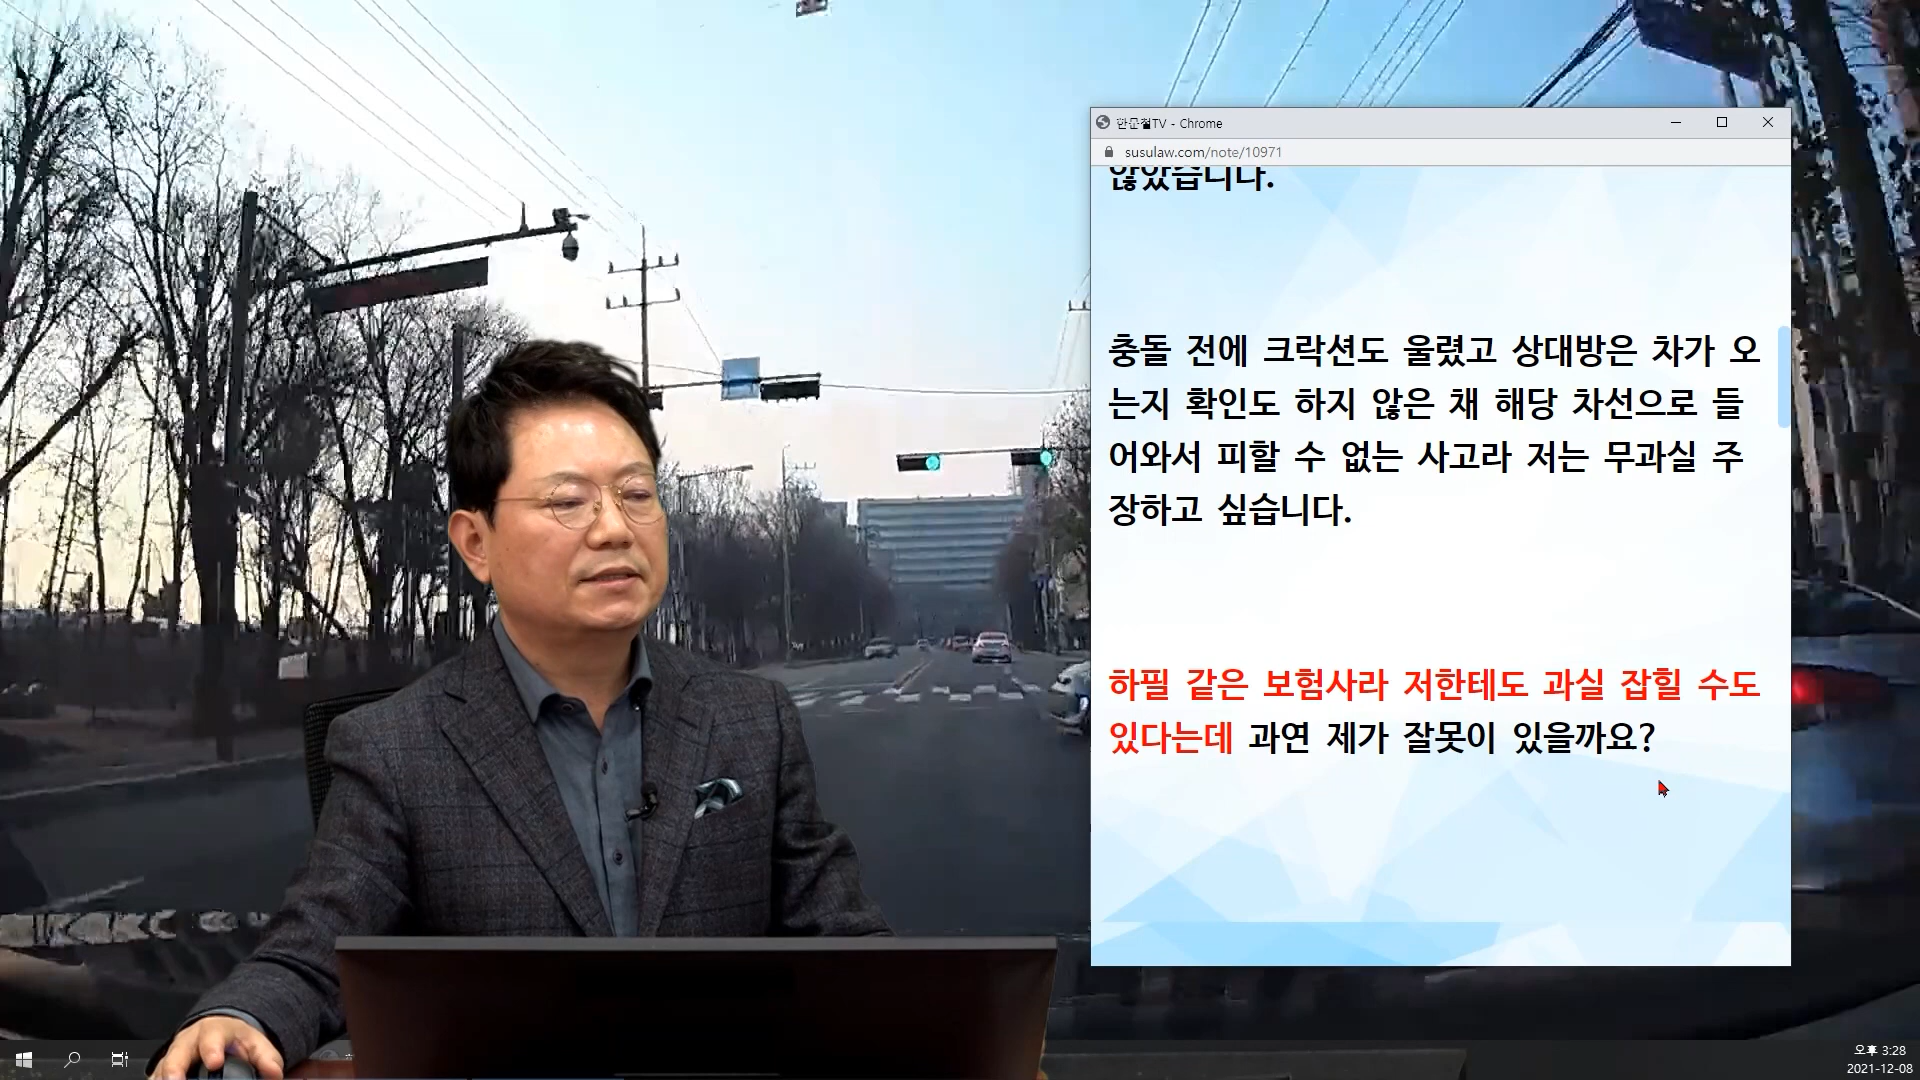 한문철TV - Chrome
susulaw.com/note/10971
않았습니다.
충돌 전에 크락션도 울렸고 상대방은 차가 오
는지 확인도 하지 않은 채 해당 차선으로 들
어와서 피할 수 없는 사고라 저는 무과실 주
장하고 싶습니다.
하필 같은 보험사라 저한테도 과실 잡힐 수도
있다는데 과연 제가 잘못이 있을까요?
오후 3:28
2021-12-08